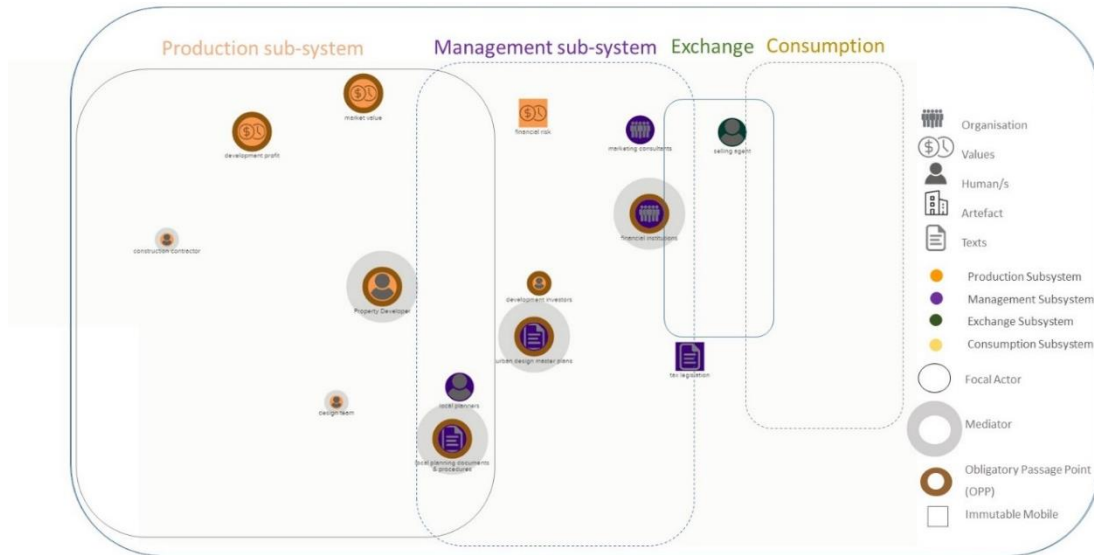 Production sub-system
Management sub-system
Exchange
Consumption
market value
development profit
financial risk
marketing consultants
selling agent
construction contractor
financial institutions
Property Developer
development investors
urban design master plans
tax legislation
design team
local planners
local planning documents
& procedures
Organisation
Values
Human/s
Artefact
Texts
Production Subsystem
Management Subsystem
Exchange Subsystem
Consumption Subsystem
Focal Actor
Mediator
Obligatory Passage Point
(OPP)
Immutable Mobile